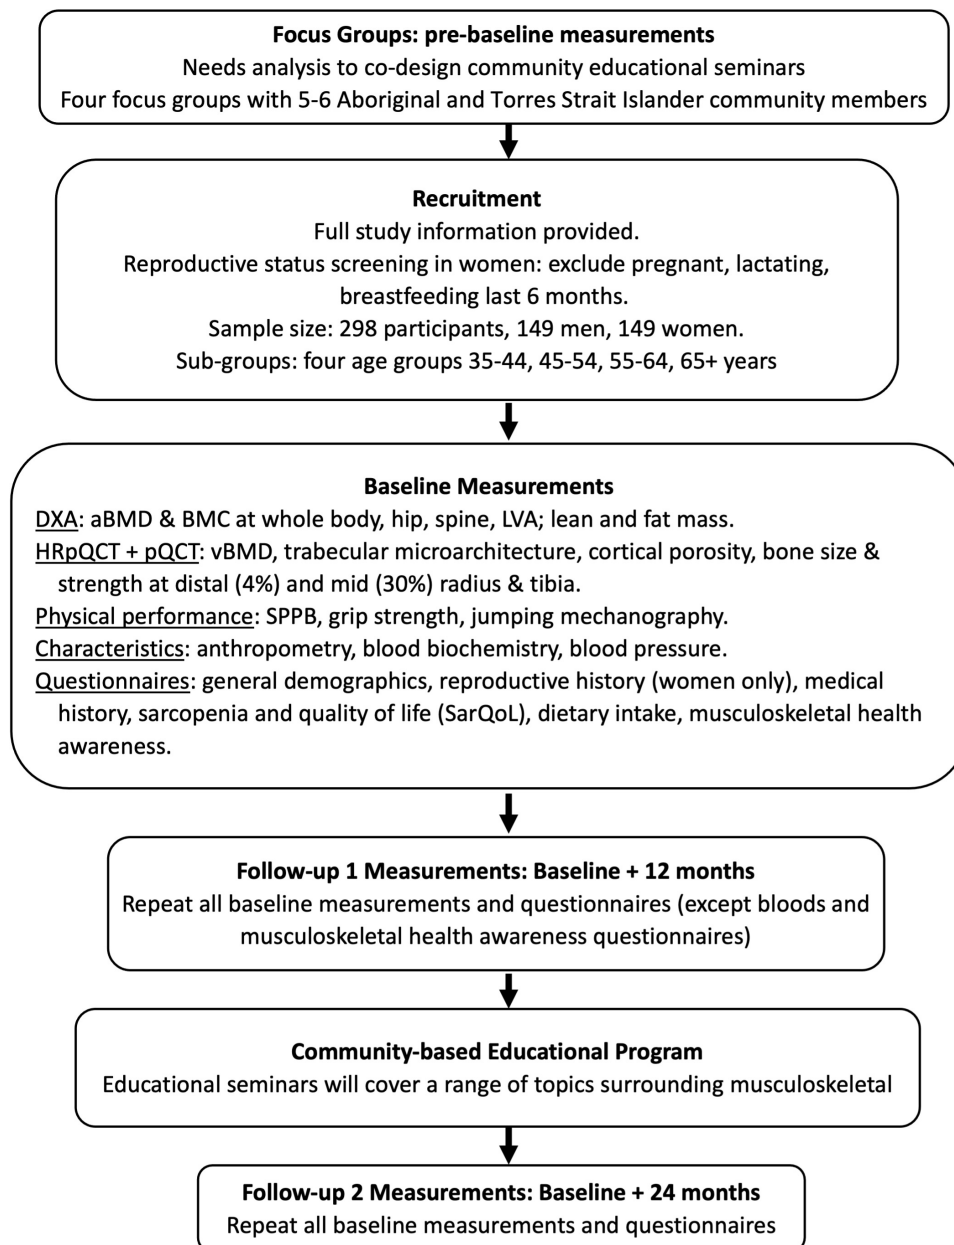 Focus Groups: pre-baseline measurements
Needs analysis to co-design community educational seminars
Four focus groups with 5-6 Aboriginal and Torres Strait Islander community members
Recruitment
Full study information provided.
Reproductive status screening in women: exclude pregnant, lactating,
breastfeeding last 6 months.
Sample size: 298 participants, 149 men, 149 women.
Sub-groups: four age groups 35-44, 45-54, 55-64, 65+ years
Baseline Measurements
DXA: aBMD & BMC at whole body, hip, spine, LVA; lean and fat mass.
HRpQCT + pQCT: vBMD, trabecular microarchitecture, cortical porosity, bone size &
strength at distal (4%) and mid (30%) radius & tibia.
Physical performance: SPPB, grip strength, jumping mechanography.
Characteristics: anthropometry, blood biochemistry, blood pressure.
Questionnaires: general demographics, reproductive history (women only), medical
history, sarcopenia and quality of life (SarQoL), dietary intake, musculoskeletal health
awareness.
Follow-up 1 Measurements: Baseline + 12 months
Repeat all baseline measurements and questionnaires (except bloods and
musculoskeletal health awareness questionnaires)
Community-based Educational Program
Educational seminars will cover a range of topics surrounding musculoskeletal
Follow-up 2 Measurements: Baseline + 24 months
Repeat all baseline measurements and questionnaires